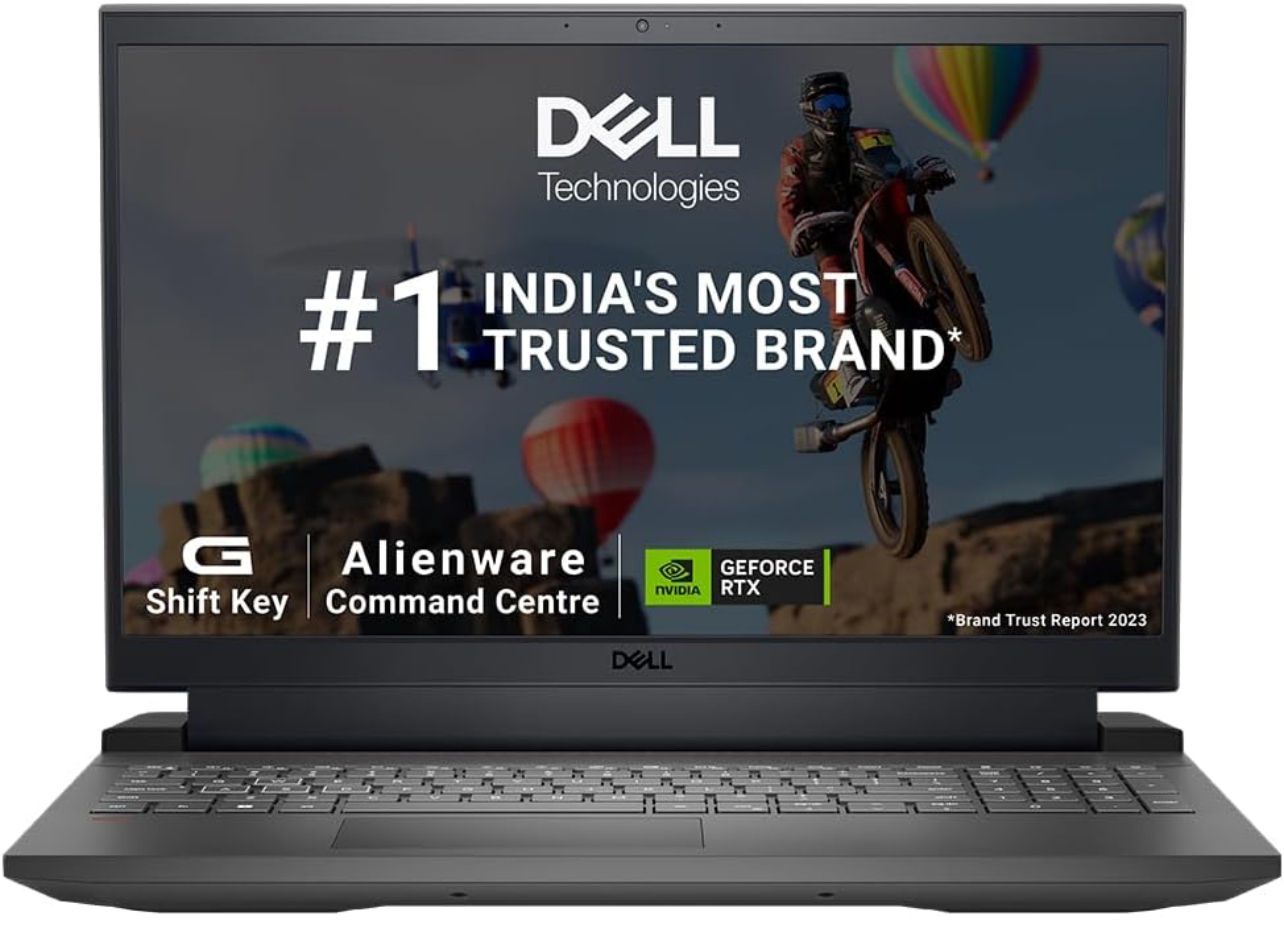 DELL
Technologies
#1 INDIA'S MOST
TRUSTED BRAND*
G
Shift Key
Alienware
Command Centre
NVIDIA
GEFORCE
RTX
*Brand Trust Report 2023
DELL